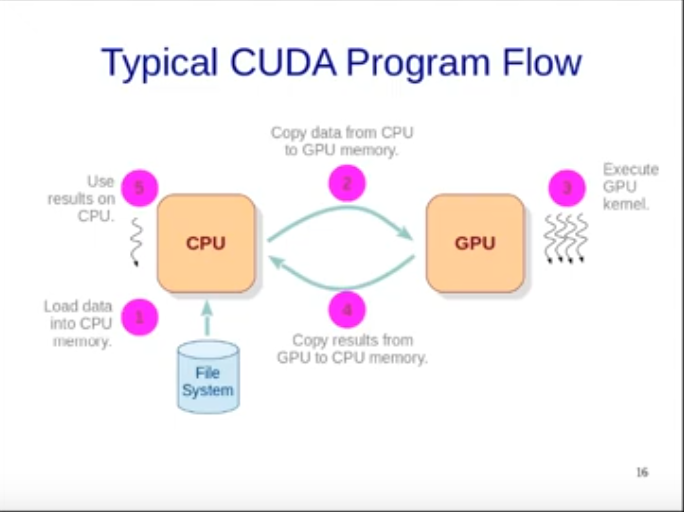 Typical CUDA Program Flow
Copy data from CPU
to GPU memory.
2
Use
results on
CPU.
5
CPU
GPU
3
Execute
GPU
kernel.
Load data
into CPU
memory.
1
4
Copy results from
GPU to CPU memory.
File
System
16